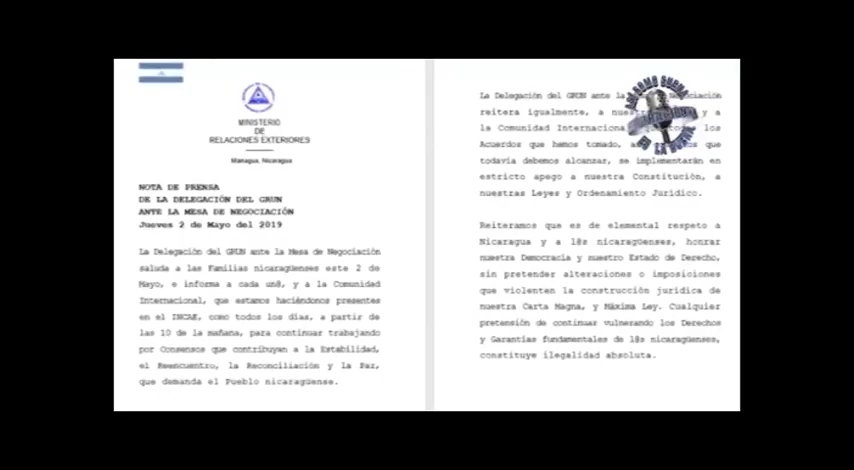 MINISTERIO
DE
RELACIONES EXTERIORES
Managua, Nicaragua
NOTA DE PRENSA
DE LA DELEGACIÓN DEL GRUN
ANTE LA MESA DE NEGOCIACIÓN
Jueves 2 de Mayo del 2019
La Delegación del GRUN ante la Mesa de Negociación
saluda a las Familias nicaragüenses este 2 de
Mayo, e informa a cada un@, y a la Comunidad
Internacional, que estamos haciéndonos presentes
en el INCAE, como todos los días, a partir de
las 10 de la mañana, para continuar trabajando
por Consensos que contribuyan a la Estabilidad,
el Reencuentro, la Reconciliación y la Paz,
que demanda el Pueblo nicaragüense.
La Delegación del GRUN ante la
reitera igualmente, a y a
la Comunidad Internacional los
Acuerdos que hemos tomado, que
todavía debemos alcanzar, se implementarán en
estricto apego a nuestra Constitución, a
nuestras Leyes y Ordenamiento Jurídico.
Reiteramos que es de elemental respeto a
Nicaragua y a l@s nicaragüenses, honrar
nuestra Democracia y nuestro Estado de Derecho,
sin pretender alteraciones o imposiciones
que violenten la construcción jurídica de
nuestra Carta Magna, y Máxima Ley. Cualquier
pretensión de continuar vulnerando los Derechos
y Garantías fundamentales de l@s nicaragüenses,
constituye ilegalidad absoluta.